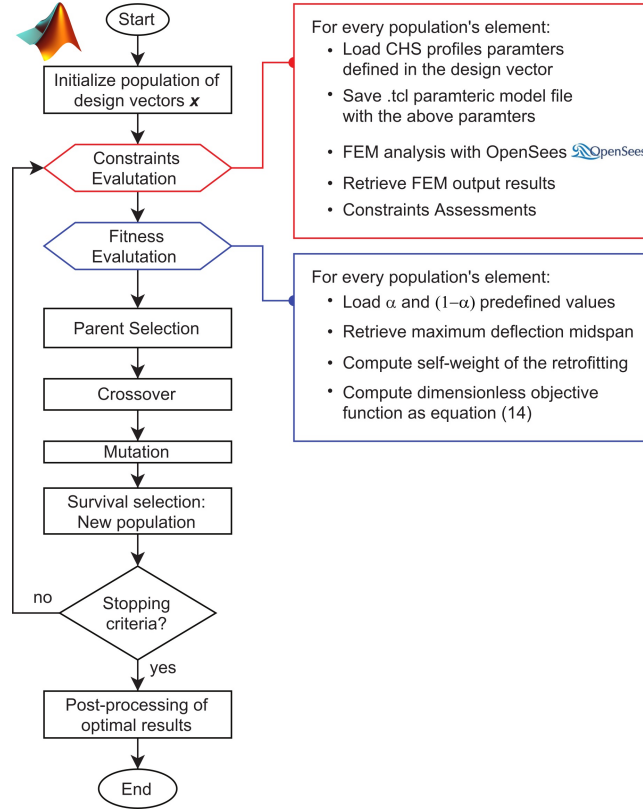 Start
Initialize population of
design vectors x
Constraints
Evalutation
Fitness
Evalutation
Parent Selection
Crossover
Mutation
Survival selection:
New population
Stopping
criteria?
no
yes
Post-processing of
optimal results
End
For every population's element:
• Load CHS profiles paramters
defined in the design vector
• Save .tcl paramteric model file
with the above paramters
• FEM analysis with OpenSees OpenSees
• Retrieve FEM output results
• Constraints Assessments
For every population's element:
• Load α and (1–α) predefined values
• Retrieve maximum deflection midspan
• Compute self-weight of the retrofitting
• Compute dimensionless objective
function as equation (14)